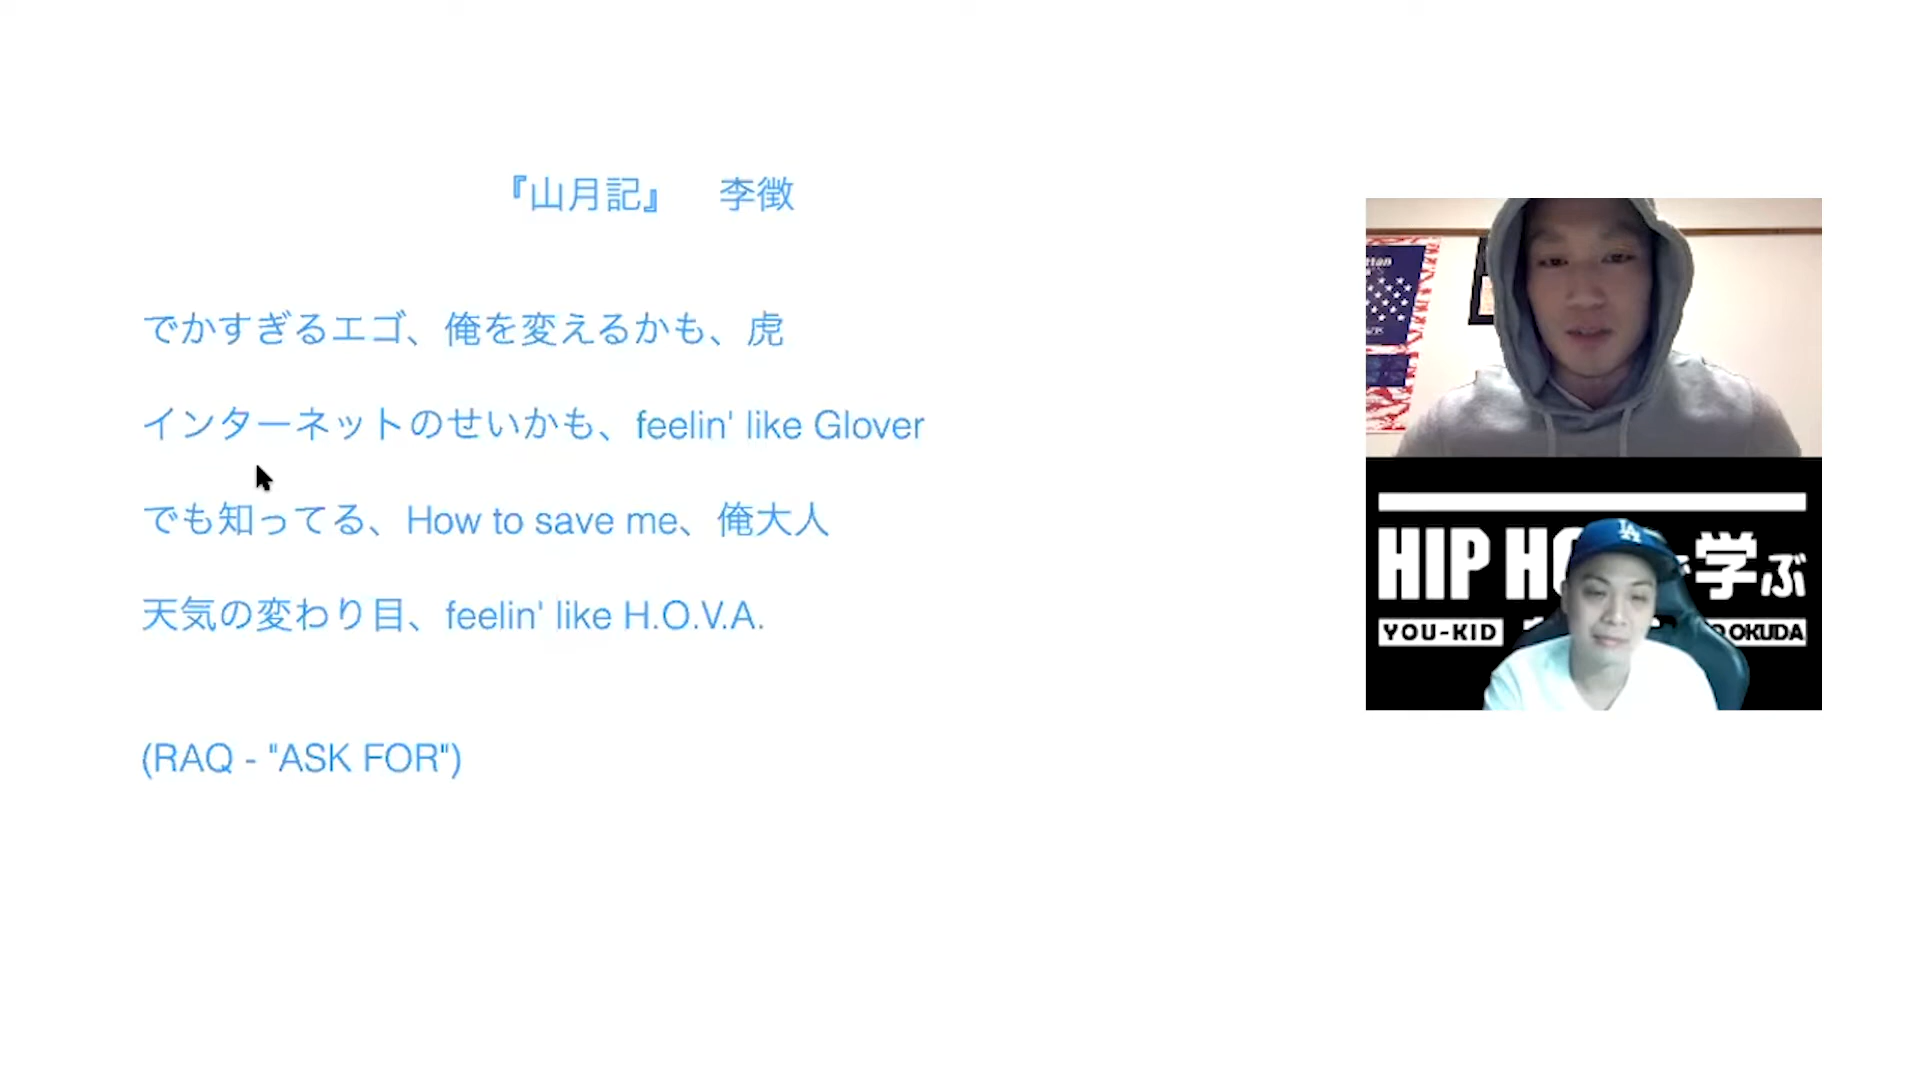 『山月記』　李徴
でかすぎるエゴ、俺を変えるかも、虎
インターネットのせいかも、feelin' like Glover
でも知ってる、How to save me、俺大人
天気の変わり目、feelin' like H.O.V.A.
(RAQ - "ASK FOR")
HIP HO 学ぶ
YOU-KID OKUDA